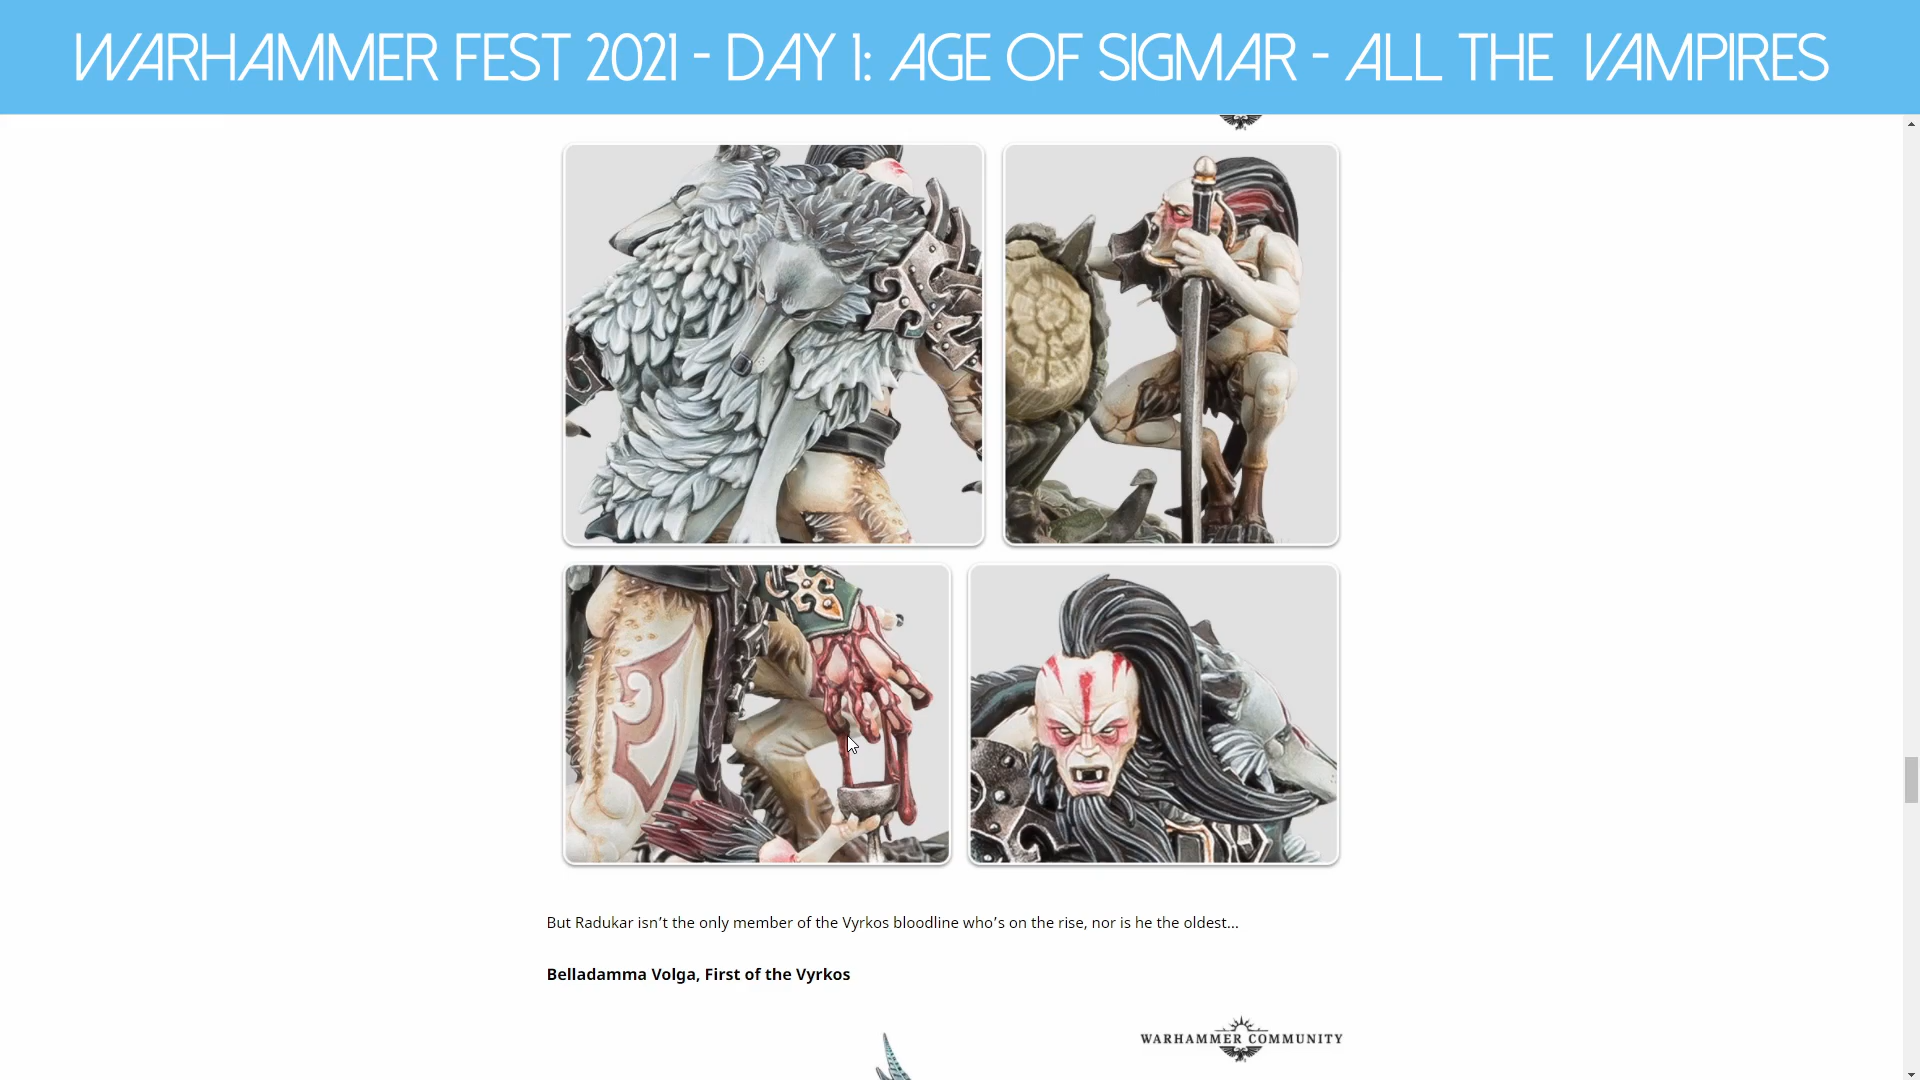 WARHAMMER FEST 2021 - DAY 1: AGE OF SIGMAR - ALL THE VAMPIRES
But Radukar isn’t the only member of the Vyrkos bloodline who’s on the rise, nor is he the oldest…
Belladamma Volga, First of the Vyrkos
WARHAMMER COMMUNITY